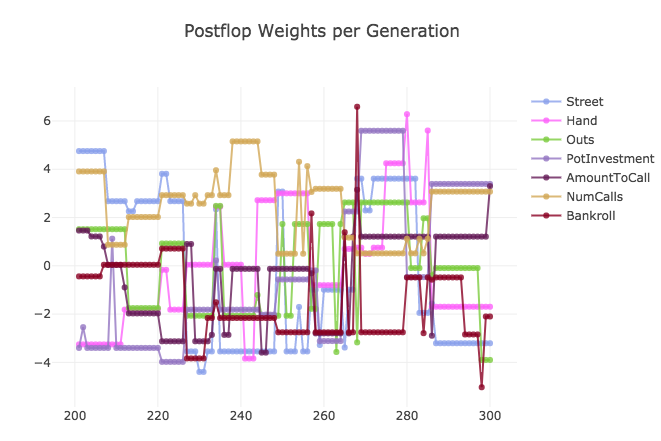 Postflop Weights per Generation
6
4
2
0
−2
−4
200
220
240
260
280
300
Street
Hand
Outs
PotInvestment
AmountToCall
NumCalls
Bankroll